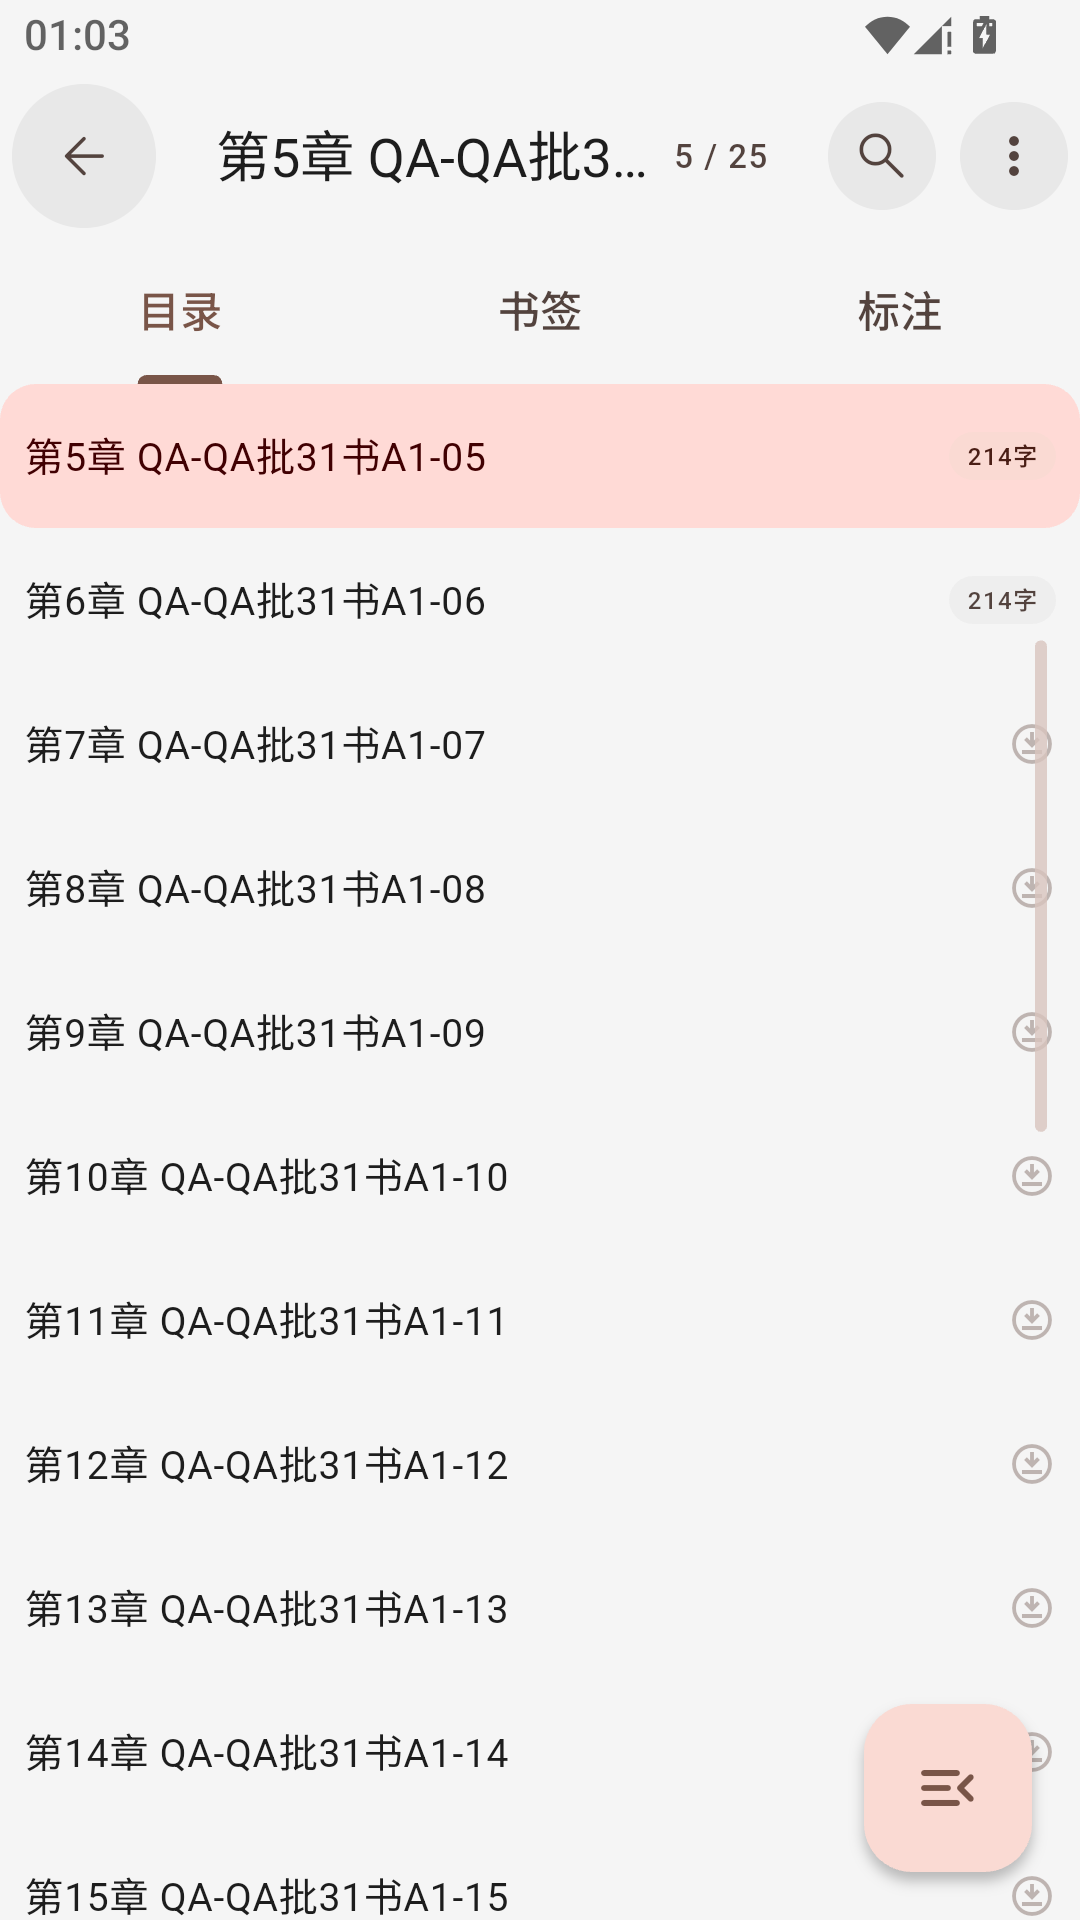 01:03
第5章 QA-QA批3… 5 / 25
目录 书签 标注
第5章 QA-QA批31书A1-05 214字
第6章 QA-QA批31书A1-06 214字
第7章 QA-QA批31书A1-07
第8章 QA-QA批31书A1-08
第9章 QA-QA批31书A1-09
第10章 QA-QA批31书A1-10
第11章 QA-QA批31书A1-11
第12章 QA-QA批31书A1-12
第13章 QA-QA批31书A1-13
第14章 QA-QA批31书A1-14
第15章 QA-QA批31书A1-15